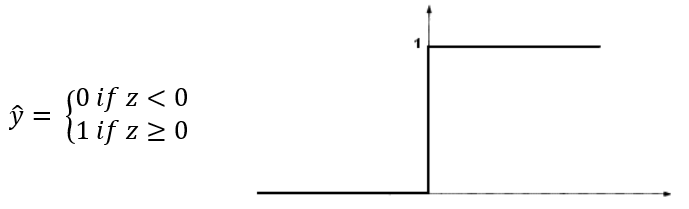 ŷ = {0 if z < 0
1 if z ≥ 0
1